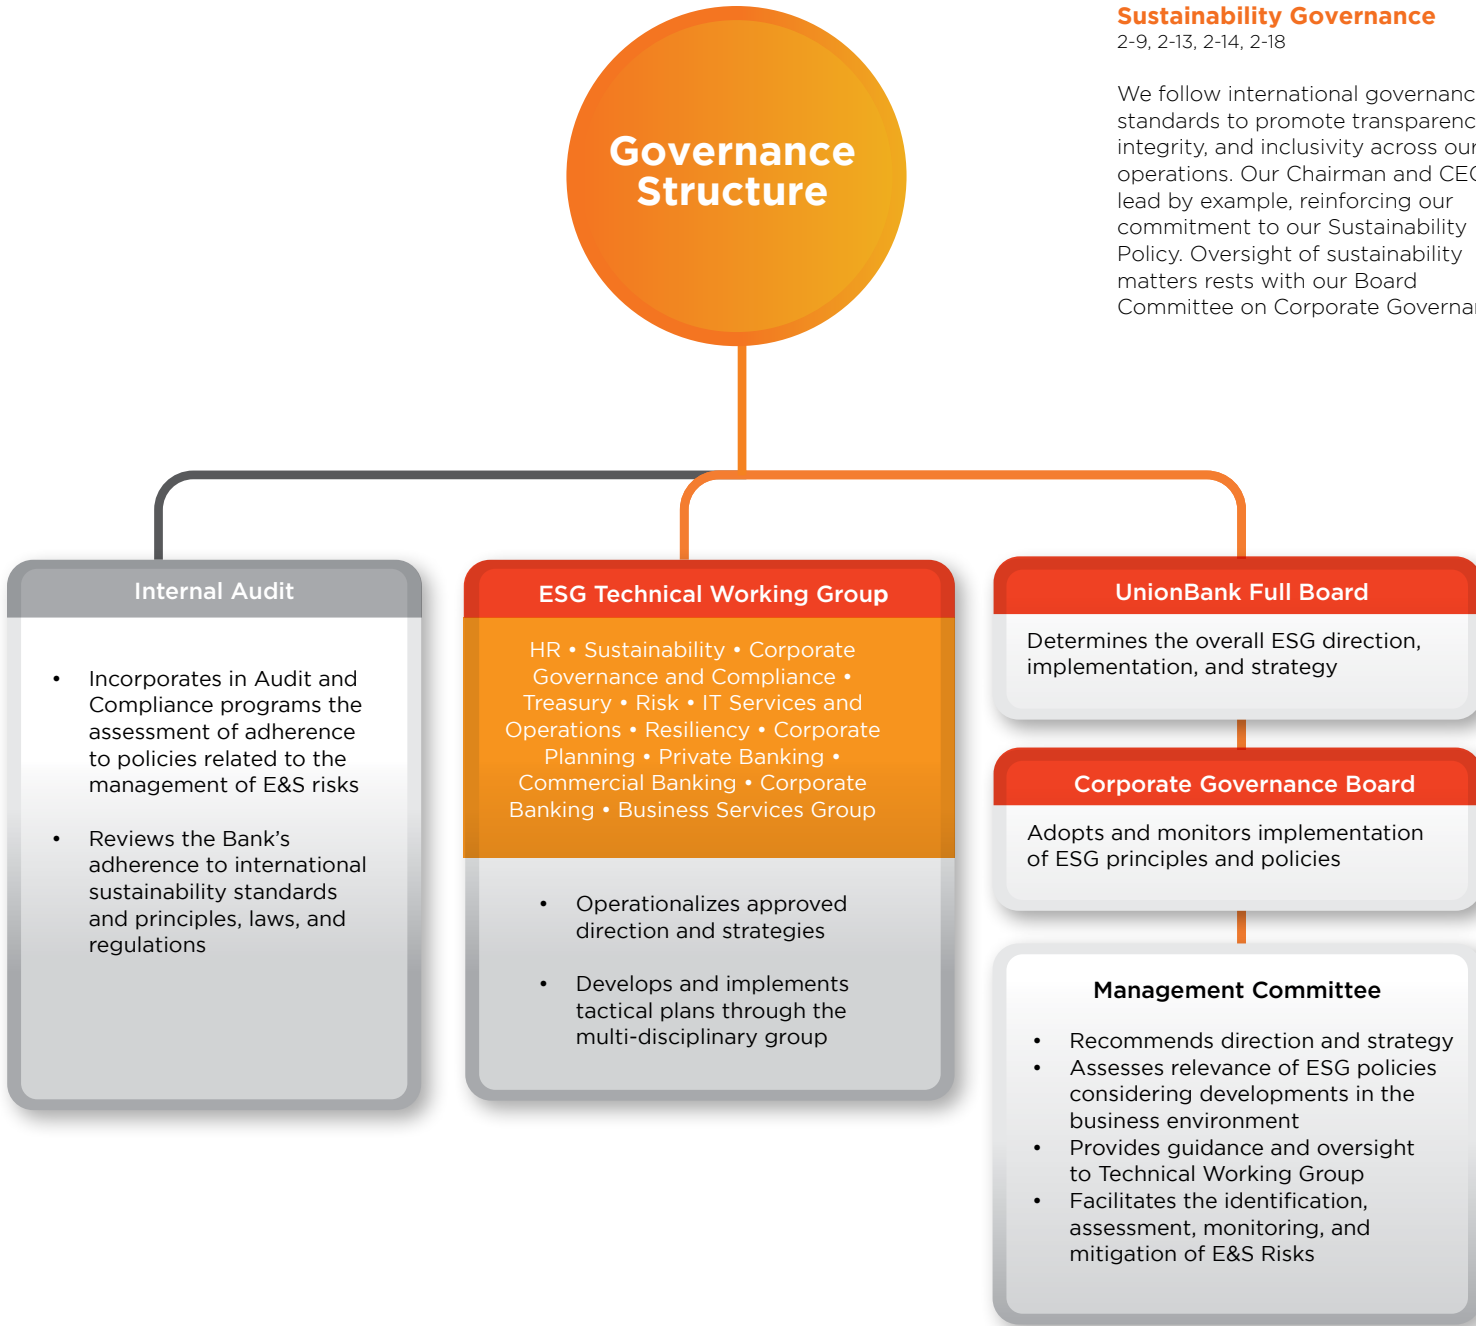 Sustainability Governance
2-9, 2-13, 2-14, 2-18
We follow international governanc
standards to promote transparenc
integrity, and inclusivity across our
operations. Our Chairman and CEO
lead by example, reinforcing our
commitment to our Sustainability
Policy. Oversight of sustainability
matters rests with our Board
Committee on Corporate Governan
Governance
Structure
Internal Audit
• Incorporates in Audit and
Compliance programs the
assessment of adherence
to policies related to the
management of E&S risks
• Reviews the Bank’s
adherence to international
sustainability standards
and principles, laws, and
regulations
ESG Technical Working Group
HR • Sustainability • Corporate
Governance and Compliance •
Treasury • Risk • IT Services and
Operations • Resiliency • Corporate
Planning • Private Banking •
Commercial Banking • Corporate
Banking • Business Services Group
• Operationalizes approved
direction and strategies
• Develops and implements
tactical plans through the
multi-disciplinary group
UnionBank Full Board
Determines the overall ESG direction,
implementation, and strategy
Corporate Governance Board
Adopts and monitors implementation
of ESG principles and policies
Management Committee
• Recommends direction and strategy
• Assesses relevance of ESG policies
considering developments in the
business environment
• Provides guidance and oversight
to Technical Working Group
• Facilitates the identification,
assessment, monitoring, and
mitigation of E&S Risks